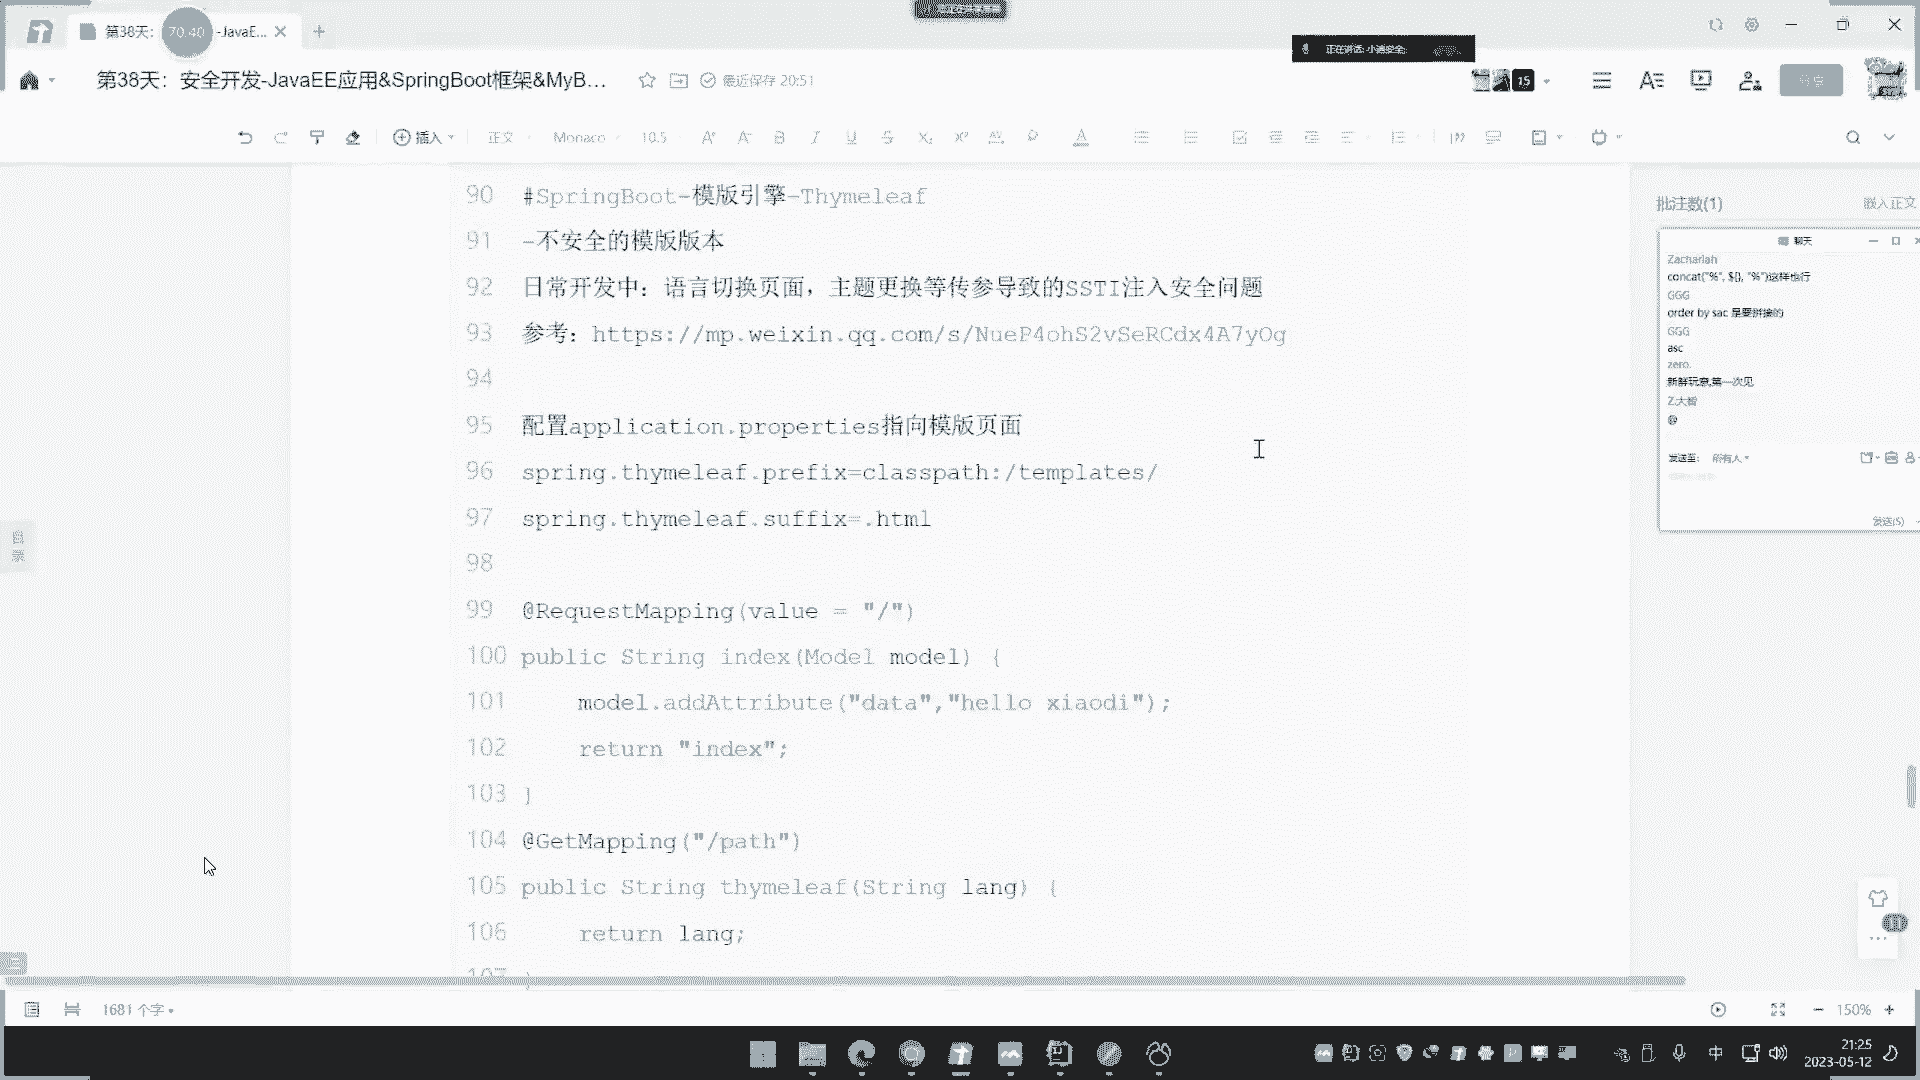 第38天:
70.40
-JavaE...
正在讲话: 小迪安全;
第38天：安全开发-JavaEE应用&SpringBoot框架&MyB...
最近保存 20:51
15
分享
插入
正文
Monaco
10.5
90 #SpringBoot-模版引擎-Thymeleaf
91 -不安全的模版版本
92 日常开发中：语言切换页面，主题更换等传参导致的SSTI注入安全问题
93 参考：https://mp.weixin.qq.com/s/NueP4ohS2vSeRCdx4A7yOg
94
95 配置application.properties指向模版页面
96 spring.thymeleaf.prefix=classpath:/templates/
97 spring.thymeleaf.suffix=.html
98
99 @RequestMapping(value = "/")
100 public String index(Model model) {
101 model.addAttribute("data","hello xiaodi");
102 return "index";
103 }
104 @GetMapping("/path")
105 public String thymeleaf(String lang) {
106 return lang;
107 }
批注数(1)
嵌入正文
聊天
Zachariah
concat("%", ${}, "%")这样也行
GGG
order by sac 是要拼接的
GGG
asc
zero.
新鲜玩意,第一次见
Z.大智
@
发送至: 所有人
发送(S)
目录
1681 个字
150%
中
21:25
2023-05-12